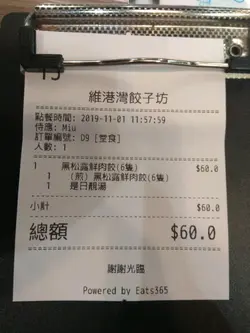 維港灣餃子坊
點餐時間: 2019-11-01 11:57:59
侍應: Miu
訂單編號: D9 [堂食]
人數: 1
1 黑松露鮮肉餃(6隻) $60.0
1 (煎) 黑松露鮮肉餃(6隻)
1 是日靚湯
小計 $60.0
總額 $60.0
謝謝光臨
Powered by Eats365